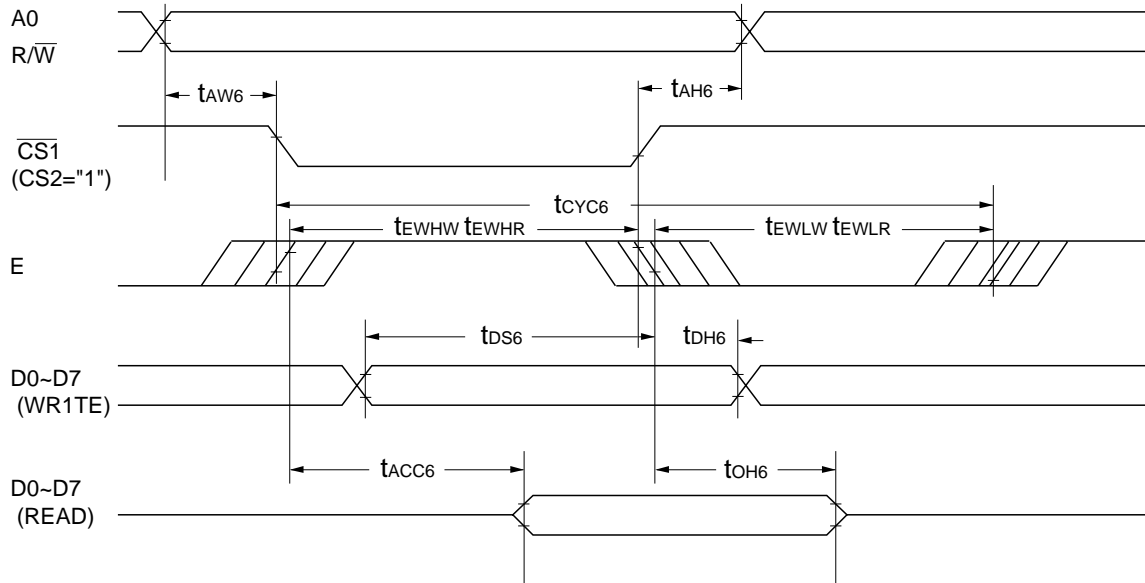 A0
R/W̅
tAW6
tAH6
C̅S̅1̅
(CS2="1")
tCYC6
tEWHW tEWHR
tEWLW tEWLR
E
tDS6
tDH6
D0~D7
(WR1TE)
tACC6
tOH6
D0~D7
(READ)